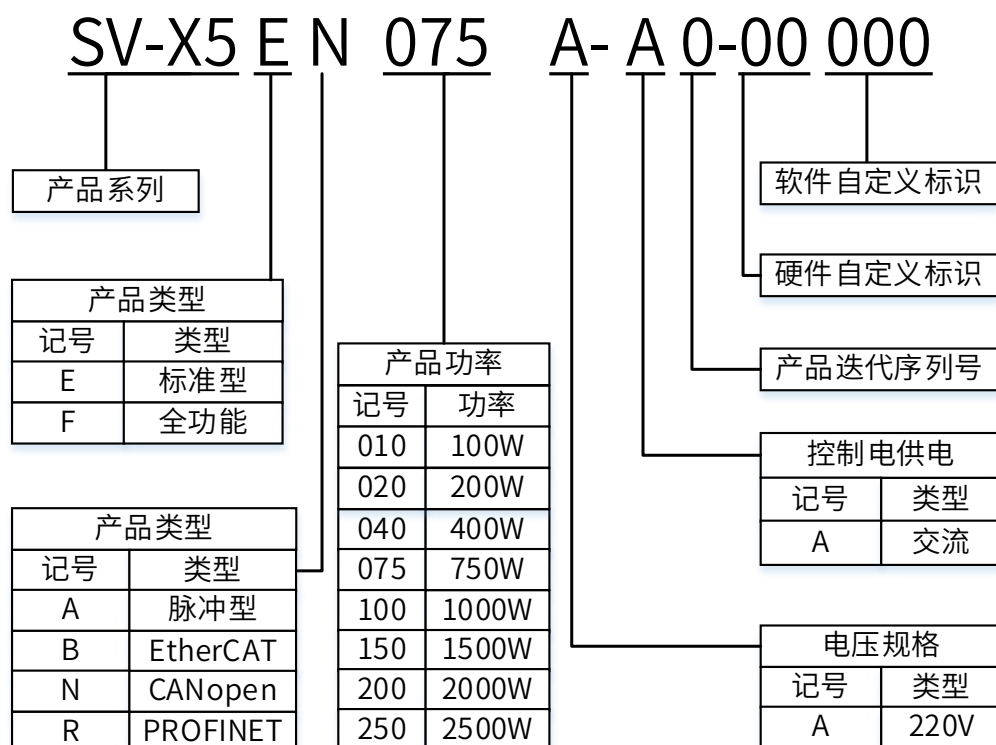 SV-X5 E N 075 A- A 0-00 000
产品系列
产品类型
记号 类型
E 标准型
F 全功能
产品类型
记号 类型
A 脉冲型
B EtherCAT
N CANopen
R PROFINET
产品功率
记号 功率
010 100W
020 200W
040 400W
075 750W
100 1000W
150 1500W
200 2000W
250 2500W
软件自定义标识
硬件自定义标识
产品迭代序列号
控制电供电
记号 类型
A 交流
电压规格
记号 类型
A 220V